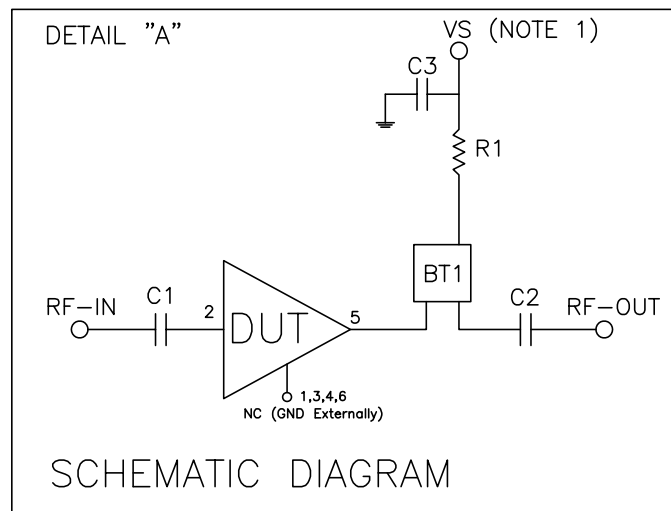 DETAIL "A"
VS (NOTE 1)
C3
R1
BT1
RF-IN
C1
2
DUT
5
C2
RF-OUT
1,3,4,6
NC (GND Externally)
SCHEMATIC DIAGRAM